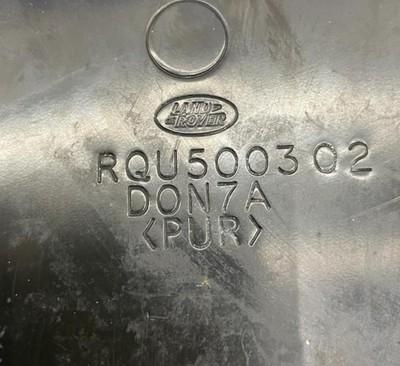 LAND
ROVER
RQU500302
DON7A
<PUR>